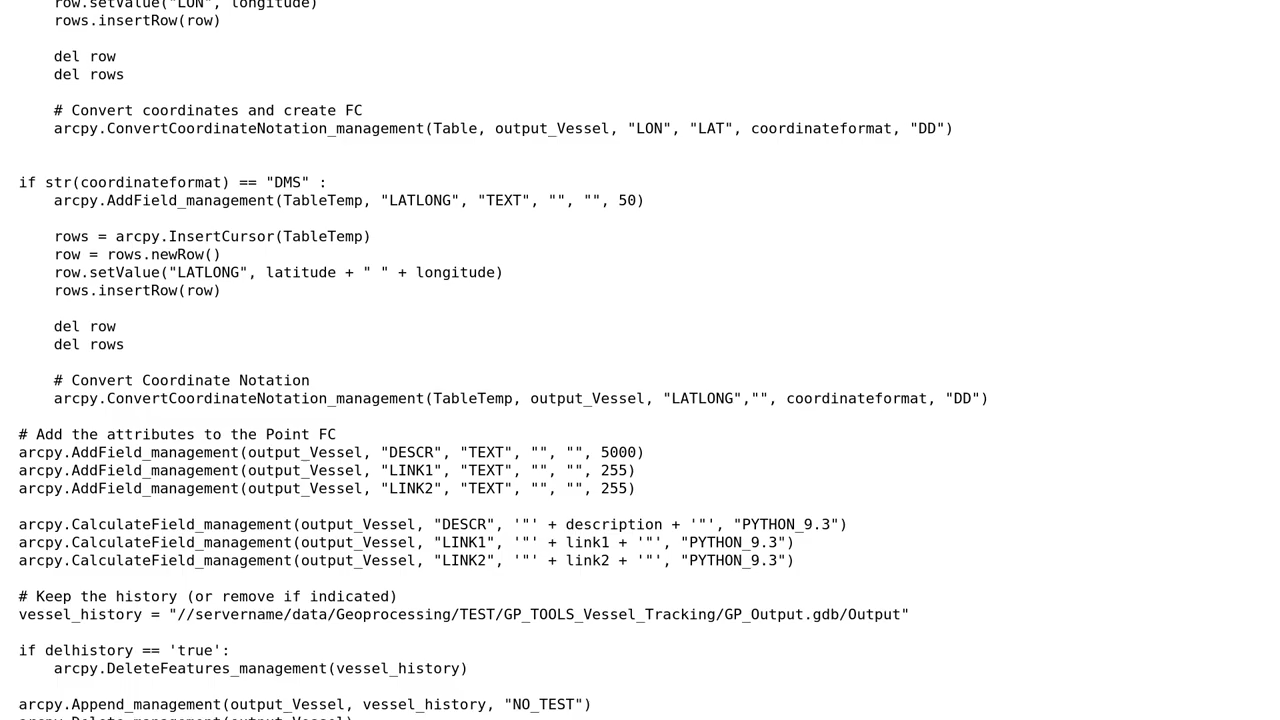 row.setValue("LON", longitude)
rows.insertRow(row)
del row
del rows
# Convert coordinates and create FC
arcpy.ConvertCoordinateNotation_management(Table, output_Vessel, "LON", "LAT", coordinateformat, "DD")
if str(coordinateformat) == "DMS" :
arcpy.AddField_management(TableTemp, "LATLONG", "TEXT", "", "", 50)
rows = arcpy.InsertCursor(TableTemp)
row = rows.newRow()
row.setValue("LATLONG", latitude + " " + longitude)
rows.insertRow(row)
del row
del rows
# Convert Coordinate Notation
arcpy.ConvertCoordinateNotation_management(TableTemp, output_Vessel, "LATLONG","", coordinateformat, "DD")
# Add the attributes to the Point FC
arcpy.AddField_management(output_Vessel, "DESCR", "TEXT", "", "", 5000)
arcpy.AddField_management(output_Vessel, "LINK1", "TEXT", "", "", 255)
arcpy.AddField_management(output_Vessel, "LINK2", "TEXT", "", "", 255)
arcpy.CalculateField_management(output_Vessel, "DESCR", '"' + description + '"', "PYTHON_9.3")
arcpy.CalculateField_management(output_Vessel, "LINK1", '"' + link1 + '"', "PYTHON_9.3")
arcpy.CalculateField_management(output_Vessel, "LINK2", '"' + link2 + '"', "PYTHON_9.3")
# Keep the history (or remove if indicated)
vessel_history = "//servername/data/Geoprocessing/TEST/GP_TOOLS_Vessel_Tracking/GP_Output.gdb/Output"
if delhistory == 'true':
arcpy.DeleteFeatures_management(vessel_history)
arcpy.Append_management(output_Vessel, vessel_history, "NO_TEST")
arcpy.Delete_management(output_Vessel)